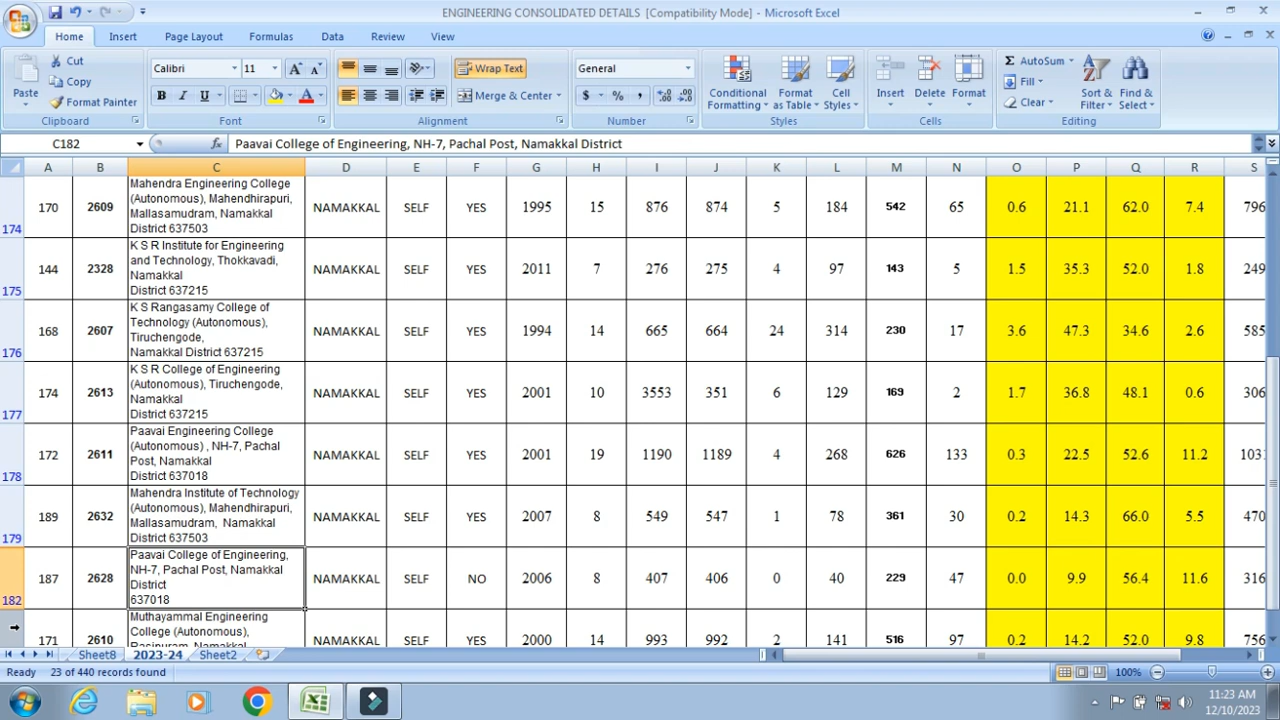 ENGINEERING CONSOLIDATED DETAILS [Compatibility Mode] - Microsoft Excel
Home Insert Page Layout Formulas Data Review View
Paste
Cut
Copy
Format Painter
Clipboard
Calibri 11
B I U A
Font
Wrap Text
Merge & Center
Alignment
General
$ % ,
Number
Conditional Formatting
Format as Table
Cell Styles
Styles
Insert Delete Format
Cells
Σ AutoSum
Fill
Clear
Sort & Filter
Find & Select
Editing
C182 fx Paavai College of Engineering, NH-7, Pachal Post, Namakkal District
A B C D E F G H I J K L M N O P Q R S
174 170 2609 Mahendra Engineering College
(Autonomous), Mahendhirapuri,
Mallasamudram, Namakkal
District 637503
NAMAKKAL SELF YES 1995 15 876 874 5 184 542 65 0.6 21.1 62.0 7.4 796
175 144 2328 K S R Institute for Engineering
and Technology, Thokkavadi,
Namakkal
District 637215
NAMAKKAL SELF YES 2011 7 276 275 4 97 143 5 1.5 35.3 52.0 1.8 249
176 168 2607 K S Rangasamy College of
Technology (Autonomous),
Tiruchengode,
Namakkal District 637215
NAMAKKAL SELF YES 1994 14 665 664 24 314 230 17 3.6 47.3 34.6 2.6 585
177 174 2613 K S R College of Engineering
(Autonomous), Tiruchengode,
Namakkal
District 637215
NAMAKKAL SELF YES 2001 10 3553 351 6 129 169 2 1.7 36.8 48.1 0.6 306
178 172 2611 Paavai Engineering College
(Autonomous) , NH-7, Pachal
Post, Namakkal
District 637018
NAMAKKAL SELF YES 2001 19 1190 1189 4 268 626 133 0.3 22.5 52.6 11.2 1031
179 189 2632 Mahendra Institute of Technology
(Autonomous), Mahendhirapuri,
Mallasamudram, Namakkal
District 637503
NAMAKKAL SELF YES 2007 8 549 547 1 78 361 30 0.2 14.3 66.0 5.5 470
182 187 2628 Paavai College of Engineering,
NH-7, Pachal Post, Namakkal
District
637018
NAMAKKAL SELF NO 2006 8 407 406 0 40 229 47 0.0 9.9 56.4 11.6 316
171 2610 Muthayammal Engineering
College (Autonomous),
Rasipuram, Namakkal
NAMAKKAL SELF YES 2000 14 993 992 2 141 516 97 0.2 14.2 52.0 9.8 756
Sheet8 2023-24 Sheet2
Ready 23 of 440 records found 100%
11:23 AM
12/10/2023